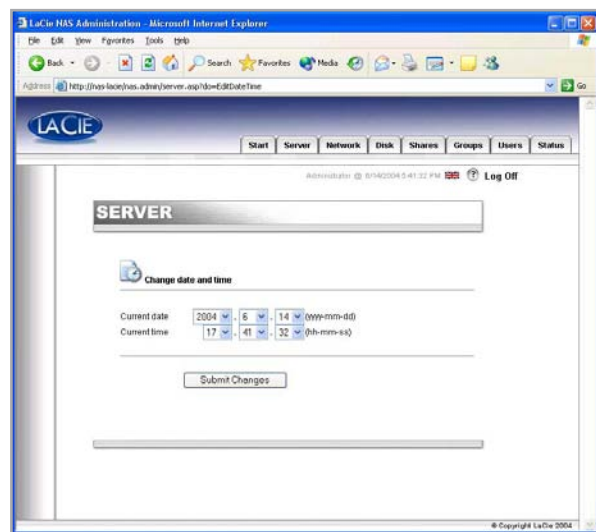 LaCie NAS Administration - Microsoft Internet Explorer
File Edit View Favorites Tools Help
Back Search Favorites Media
Address http://nas-lacie/nas.admin/server.asp?do=EditDateTime Go
LACIE
Start Server Network Disk Shares Groups Users Status
Administrator @ 6/14/2004 5:41:32 PM ? Log Off
SERVER
Change date and time
Current date 2004 . 6 . 14 (yyyy-mm-dd)
Current time 17 . 41 . 32 (hh-mm-ss)
Submit Changes
© Copyright LaCie 2004